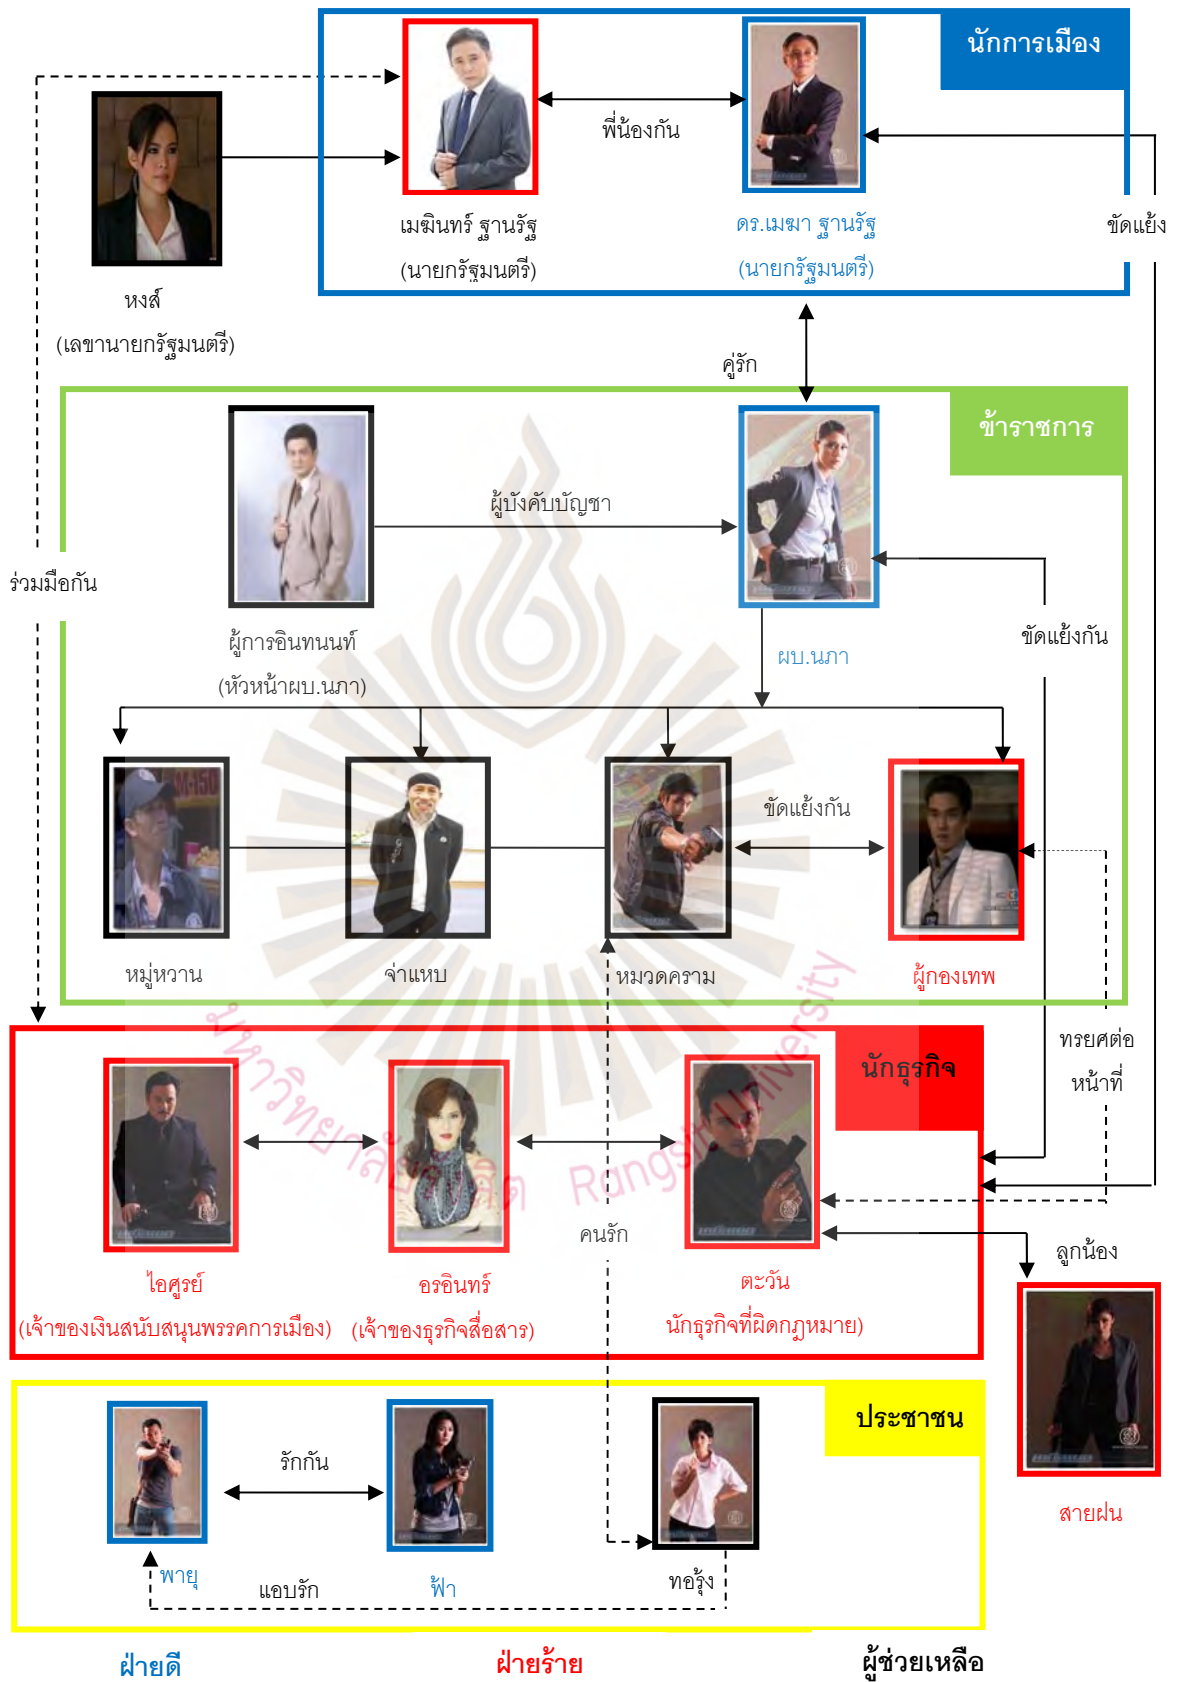 นักการเมือง
พี่น้องกัน
เมฆินทร์ ฐานรัฐ
(นายกรัฐมนตรี)
ดร.เมฆา ฐานรัฐ
(นายกรัฐมนตรี)
ขัดแย้ง
หงส์
(เลขานายกรัฐมนตรี)
คู่รัก
ข้าราชการ
ผู้บังคับบัญชา
ร่วมมือกัน
ผู้การอินทนนท์
(หัวหน้าผบ.นภา)
ผบ.นภา
ขัดแย้งกัน
M-150
ขัดแย้งกัน
หมู่หวาน
จ่าแหบ
หมวดคราม
ผู้กองเทพ
มหาวิทยาลัยรังสิต Rangsit University
นักธุรกิจ
ทรยศต่อ
หน้าที่
คนรัก
ลูกน้อง
ไอศูรย์
(เจ้าของเงินสนับสนุนพรรคการเมือง)
อรอินทร์
(เจ้าของธุรกิจสื่อสาร)
ตะวัน
นักธุรกิจที่ผิดกฎหมาย)
สายฝน
ประชาชน
รักกัน
พายุ
แอบรัก
ฟ้า
ทอรุ้ง
ฝ่ายดี
ฝ่ายร้าย
ผู้ช่วยเหลือ